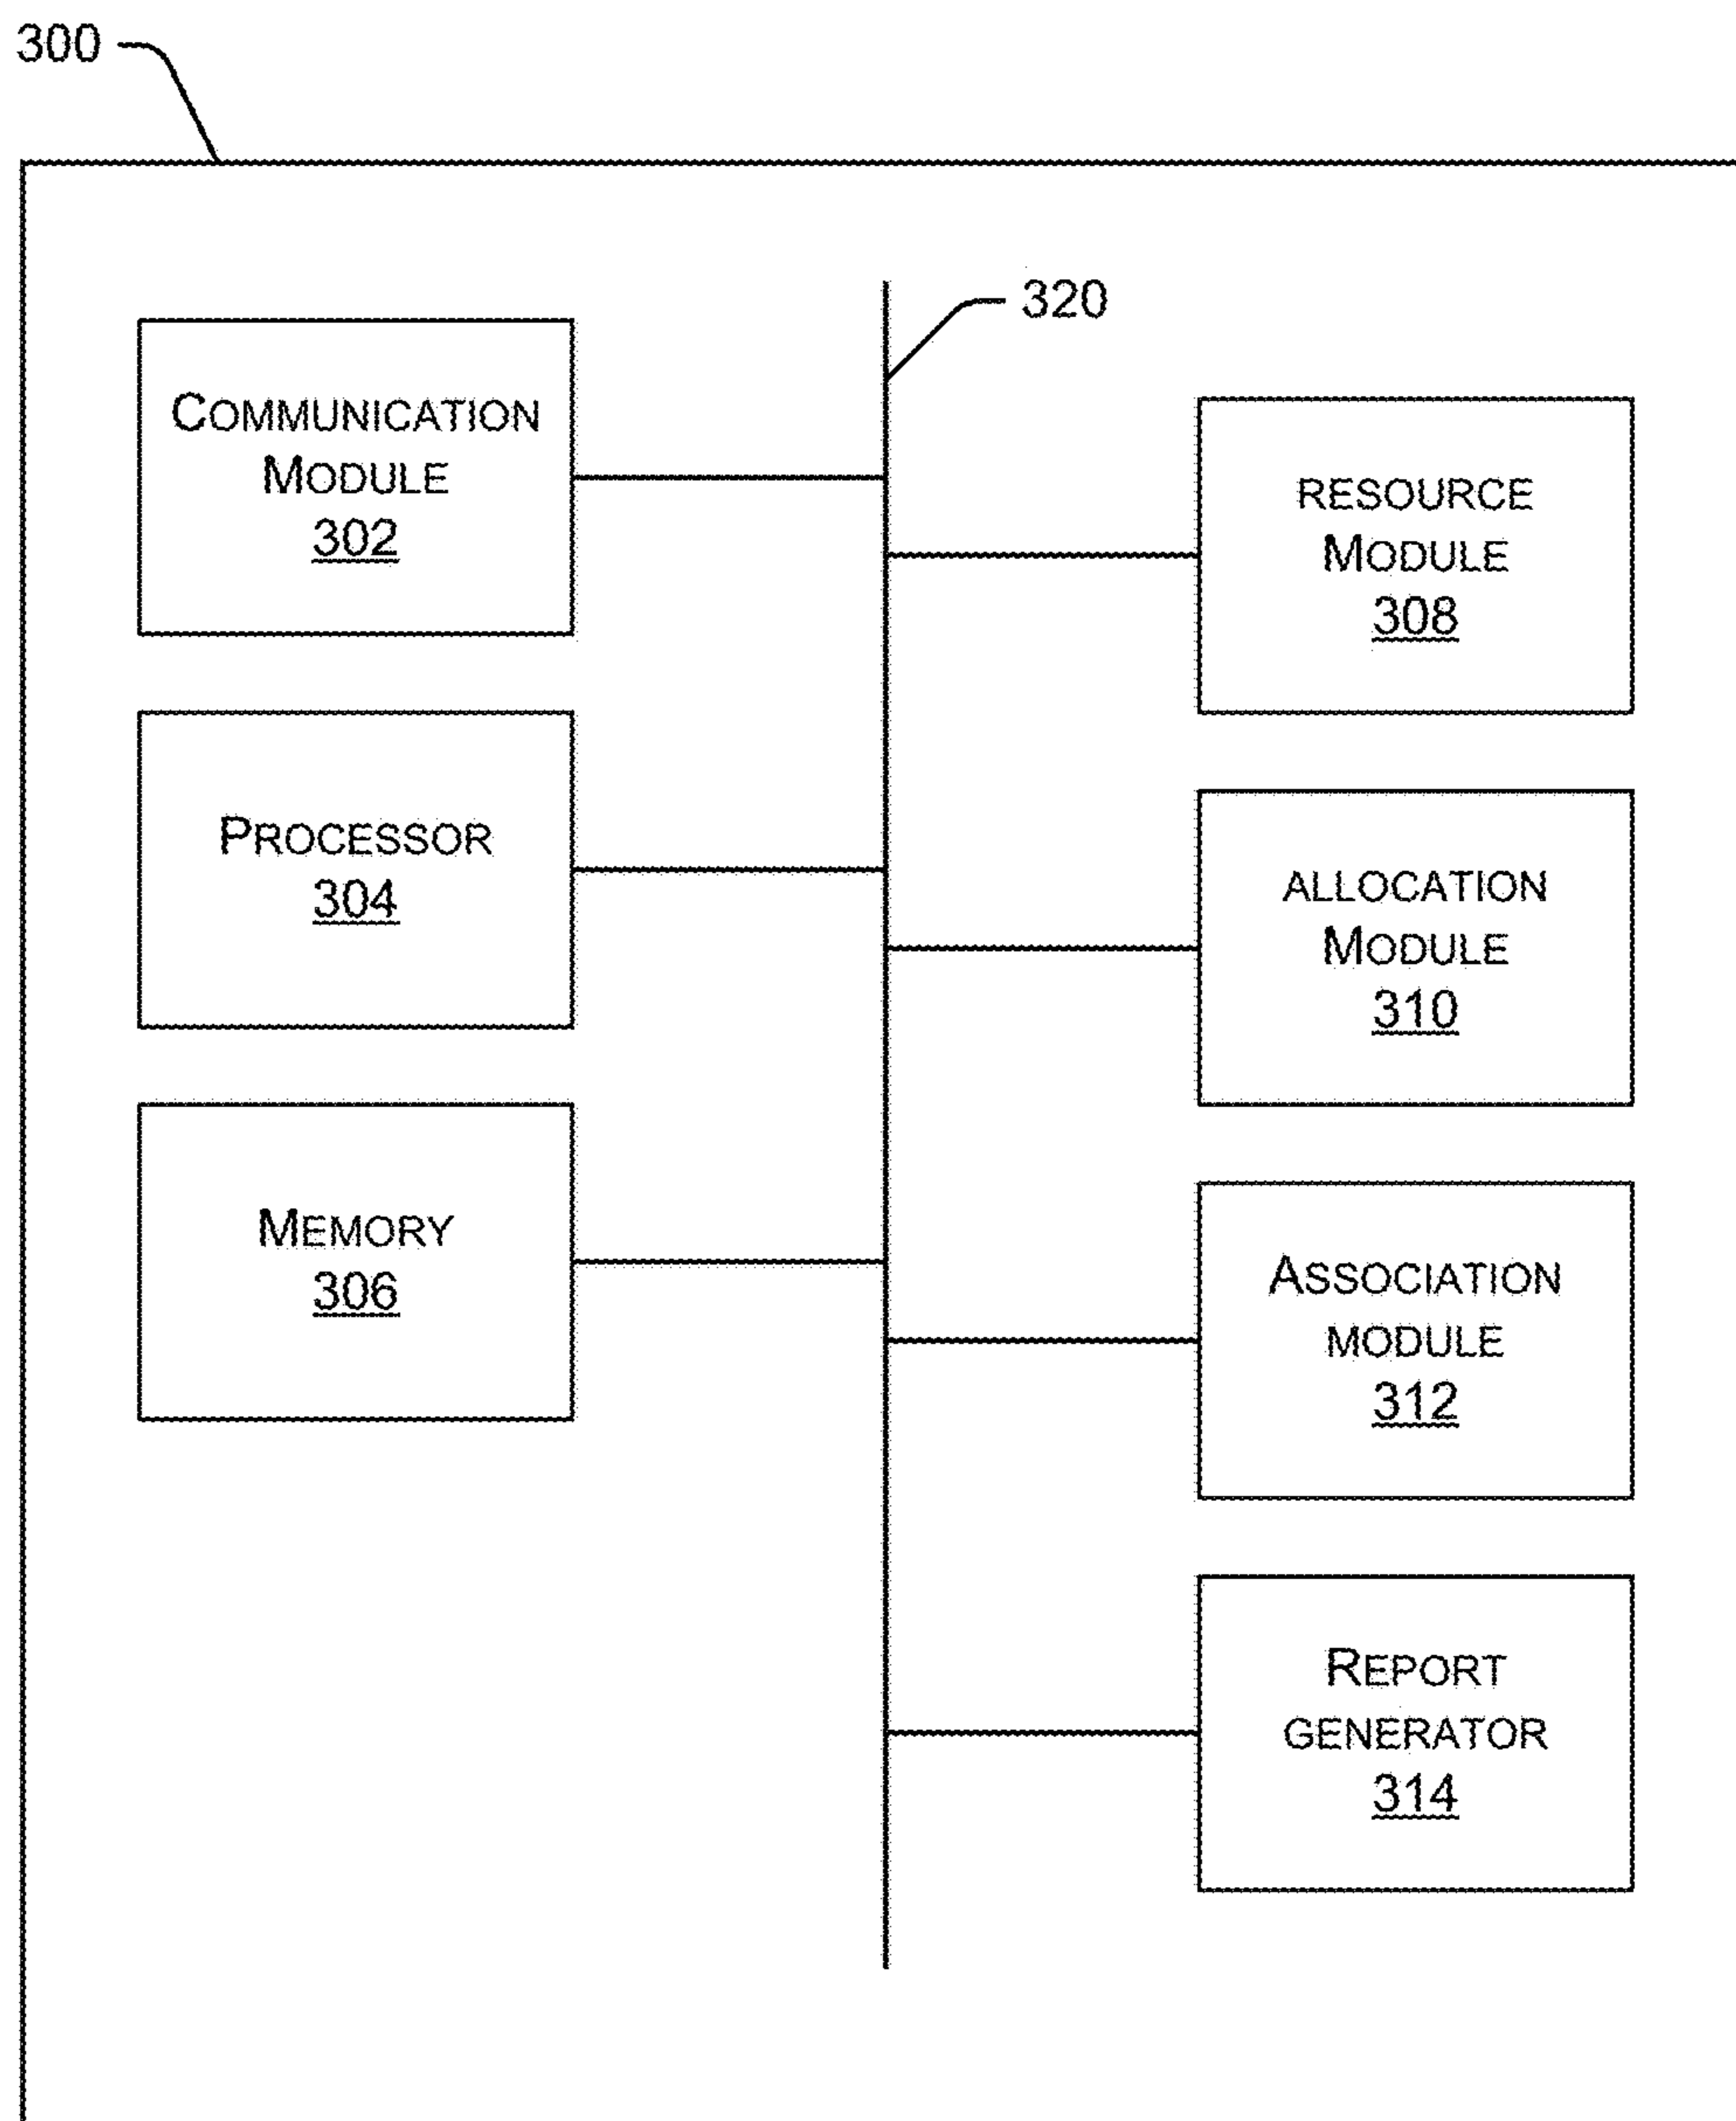 300
320
COMMUNICATION
MODULE
302
RESOURCE
MODULE
308
PROCESSOR
304
ALLOCATION
MODULE
310
MEMORY
306
ASSOCIATION
MODULE
312
REPORT
GENERATOR
314